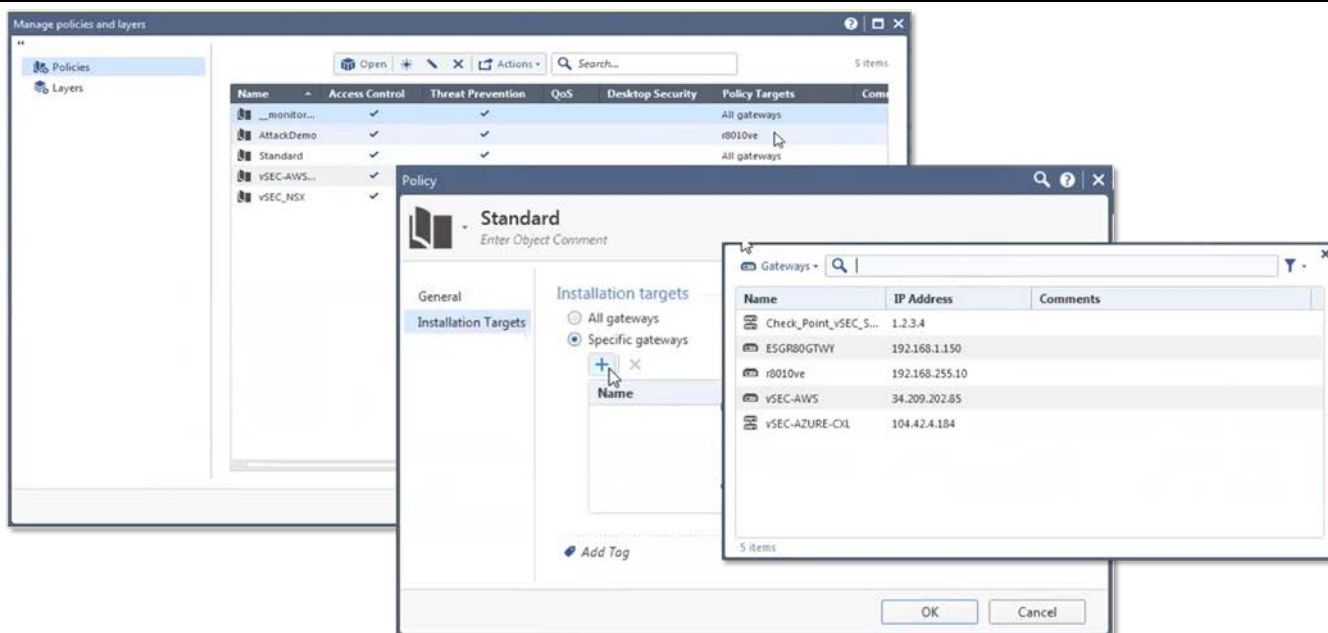 Manage policies and layers
Policies
Layers
Open Actions Search... 5 items
Name Access Control Threat Prevention QoS Desktop Security Policy Targets Com
__monitor... All gateways
AttackDemo r8010ve
Standard All gateways
vSEC-AWS...
vSEC_NSX
Policy
Standard
Enter Object Comment
General
Installation Targets
Installation targets
All gateways
Specific gateways
Name
Add Tag
OK Cancel
Gateways
Name IP Address Comments
Check_Point_vSEC_S... 1.2.3.4
ESGR80GTWY 192.168.1.150
r8010ve 192.168.255.10
vSEC-AWS 34.209.202.85
vSEC-AZURE-CXL 104.42.4.184
5 items